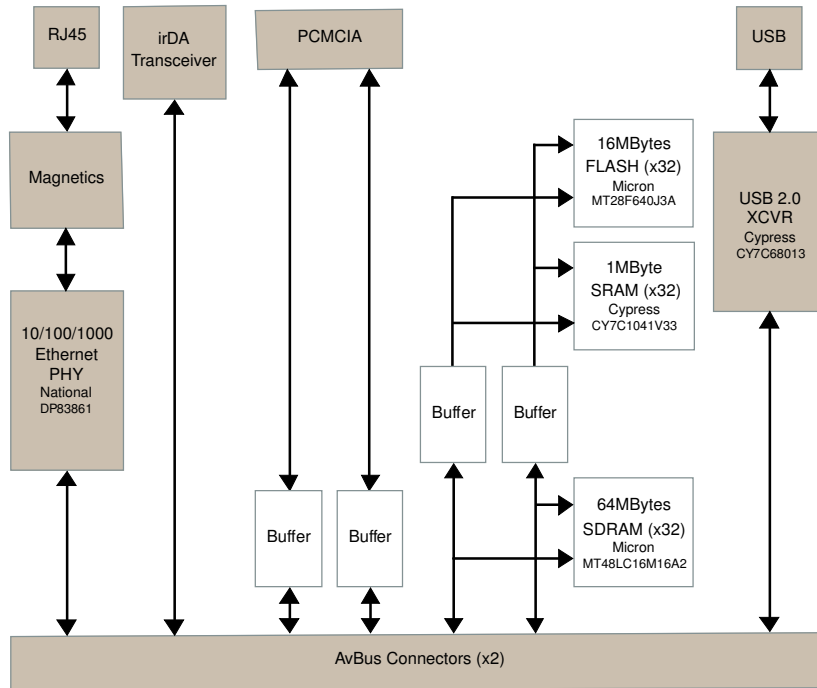 RJ45
irDA
Transceiver
PCMCIA
USB
Magnetics
16MBytes
FLASH (x32)
Micron
MT28F640J3A
USB 2.0
XCVR
Cypress
CY7C68013
1MByte
SRAM (x32)
Cypress
CY7C1041V33
10/100/1000
Ethernet
PHY
National
DP83861
Buffer
Buffer
64MBytes
SDRAM (x32)
Micron
MT48LC16M16A2
Buffer
Buffer
AvBus Connectors (x2)